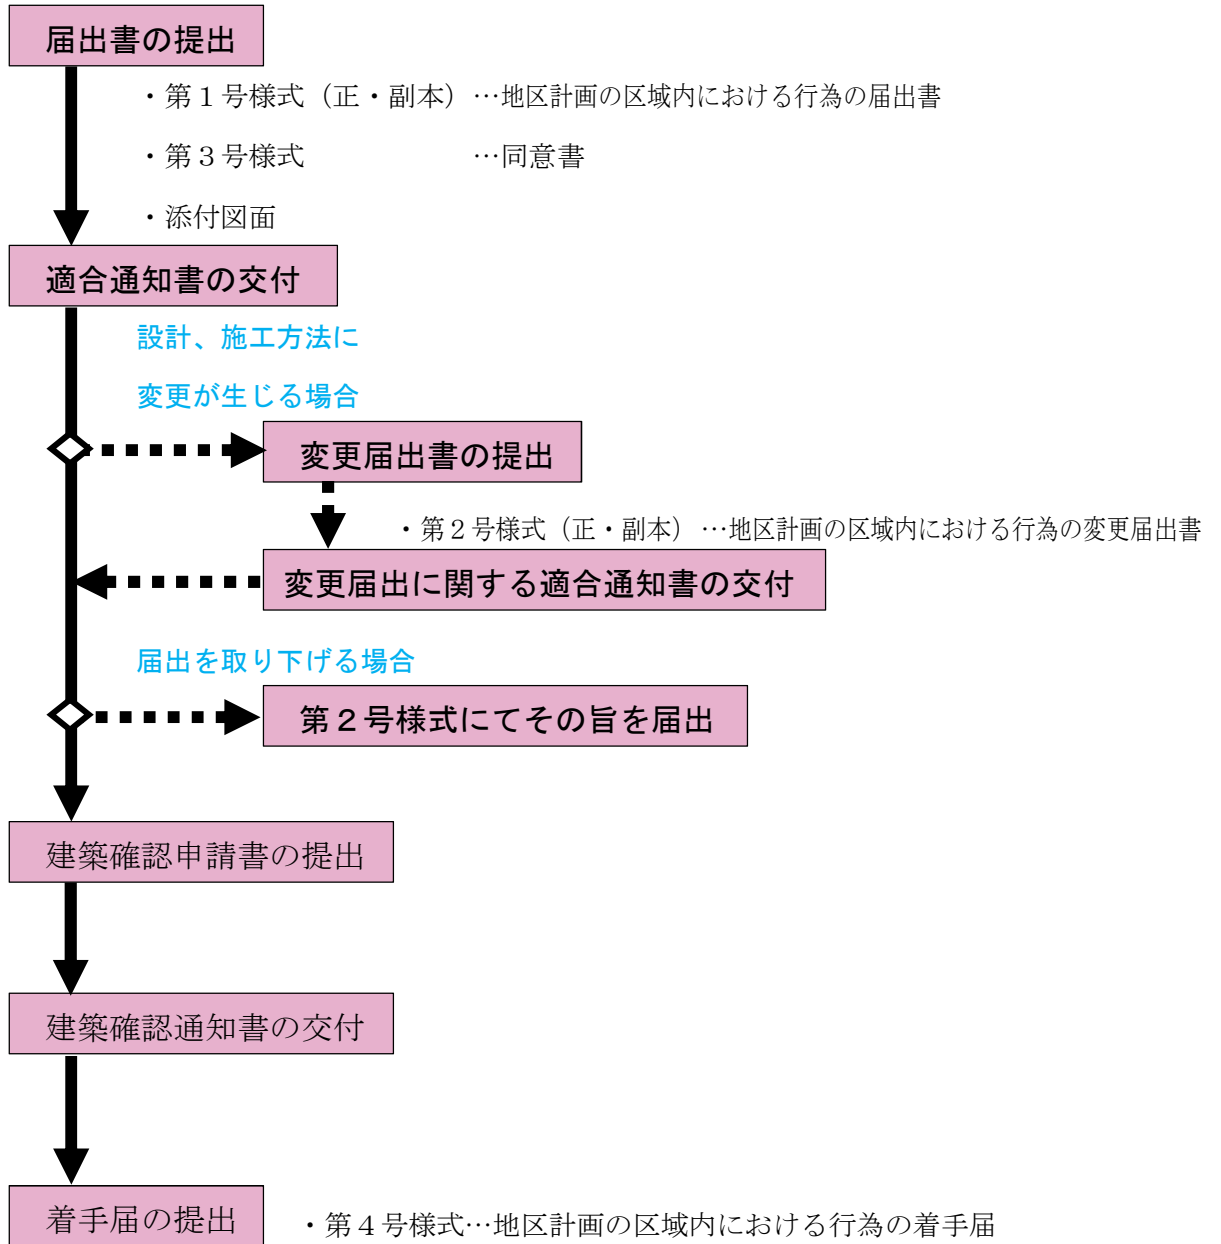 届出書の提出
・第１号様式（正・副本）…地区計画の区域内における行為の届出書
・第３号様式　　　　　　…同意書
・添付図面
適合通知書の交付
設計、施工方法に
変更が生じる場合
変更届出書の提出
・第２号様式（正・副本）…地区計画の区域内における行為の変更届出書
変更届出に関する適合通知書の交付
届出を取り下げる場合
第２号様式にてその旨を届出
建築確認申請書の提出
建築確認通知書の交付
着手届の提出
・第４号様式…地区計画の区域内における行為の着手届